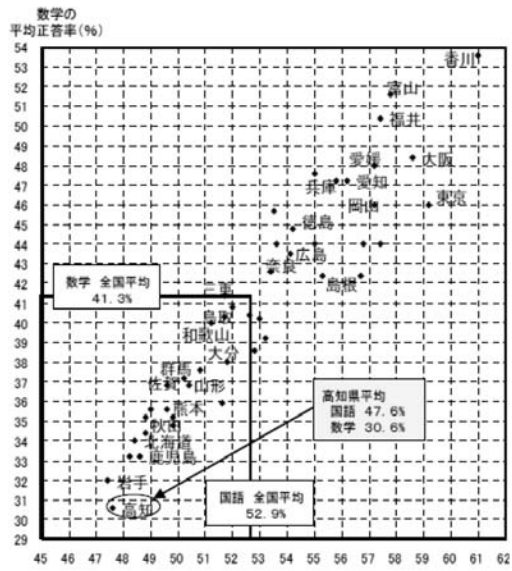 数学の
平均正答率(%)
54
53
52
51
50
49
48
47
46
45
44
43
42
41
40
39
38
37
36
35
34
33
32
31
30
29
香川
富山
福井
愛媛
大阪
兵庫
愛知
岡山
東京
徳島
広島
奈良
島根
三重
数学 全国平均
41.3%
鳥取
和歌山
大分
群馬
佐賀
山形
熊本
秋田
北海道
鹿児島
岩手
高知
高知県平均
国語 47.6%
数学 30.6%
国語 全国平均
52.9%
45 46 47 48 49 50 51 52 53 54 55 56 57 58 59 60 61 62